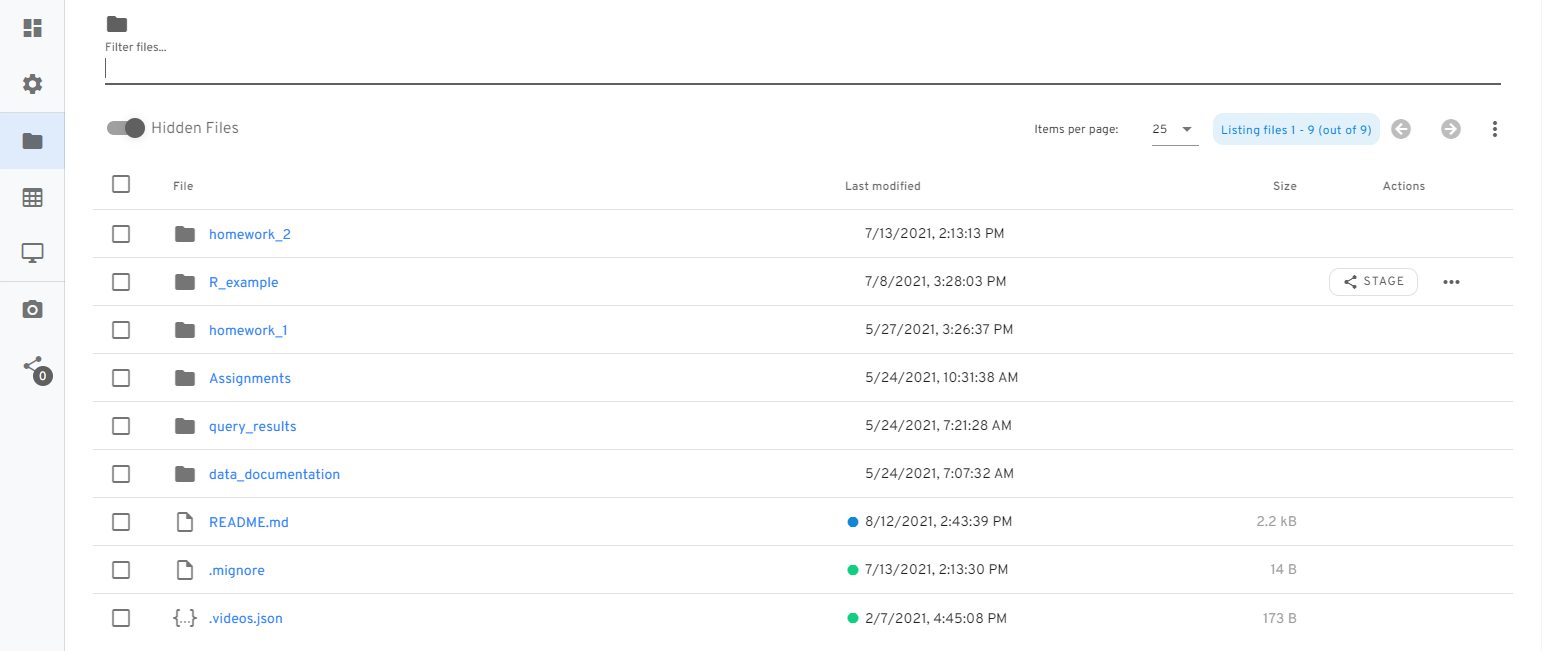 Filter files...
Hidden Files
Items per page: 25 Listing files 1 - 9 (out of 9)
File Last modified Size Actions
homework_2 7/13/2021, 2:13:13 PM
R_example 7/8/2021, 3:28:03 PM STAGE
homework_1 5/27/2021, 3:26:37 PM
Assignments 5/24/2021, 10:31:38 AM
query_results 5/24/2021, 7:21:28 AM
data_documentation 5/24/2021, 7:07:32 AM
README.md 8/12/2021, 2:43:39 PM 2.2 kB
.mignore 7/13/2021, 2:13:30 PM 14 B
{...} .videos.json 2/7/2021, 4:45:08 PM 173 B
0